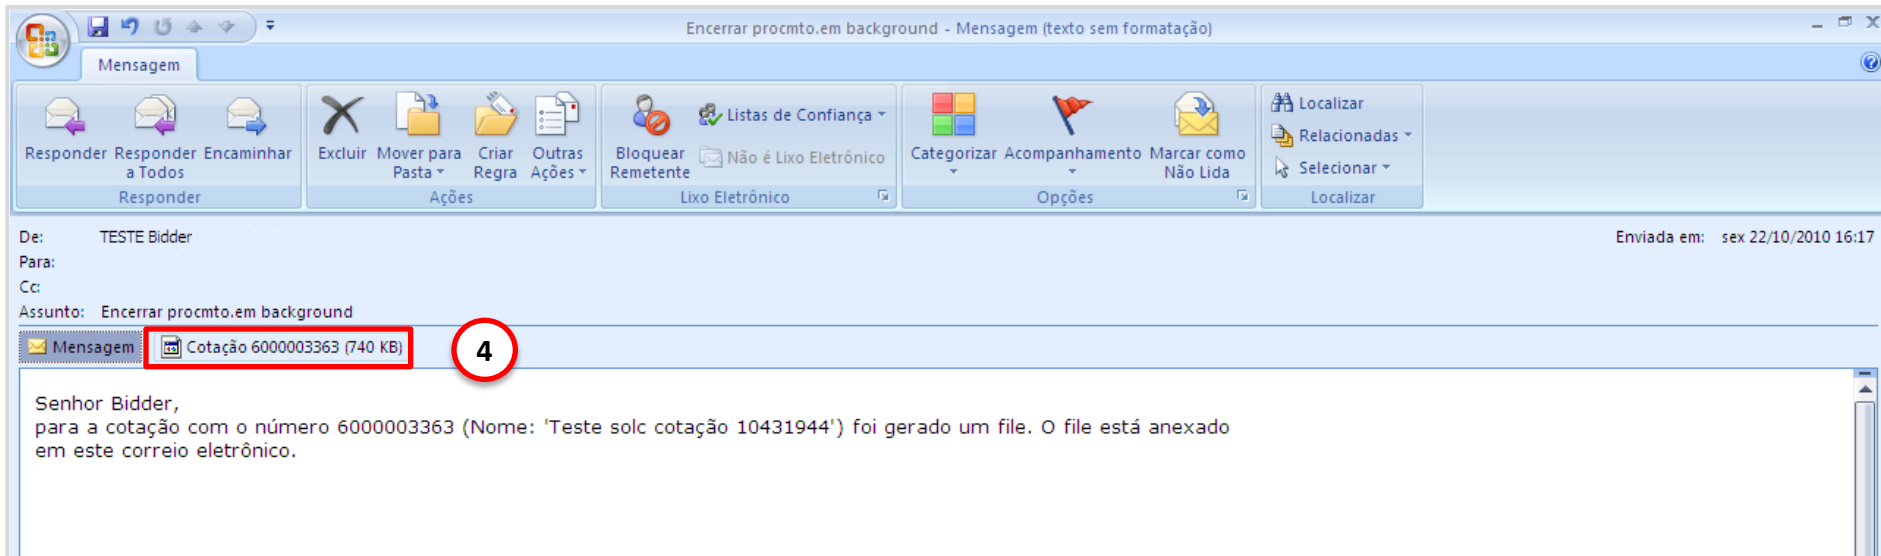 Encerrar procmto.em background - Mensagem (texto sem formatação)
Mensagem
Responder Responder a Todos Encaminhar
Excluir Mover para Pasta Criar Regra Outras Ações
Bloquear Remetente Listas de Confiança
Não é Lixo Eletrônico
Categorizar Acompanhamento Marcar como Não Lida
Localizar
Relacionadas
Selecionar
Responder Ações Lixo Eletrônico Opções Localizar
De: TESTE Bidder Enviada em: sex 22/10/2010 16:17
Para:
Cc:
Assunto: Encerrar procmto.em background
Mensagem Cotação 6000003363 (740 KB) 4
Senhor Bidder,
para a cotação com o número 6000003363 (Nome: 'Teste solc cotação 10431944') foi gerado um file. O file está anexado
em este correio eletrônico.